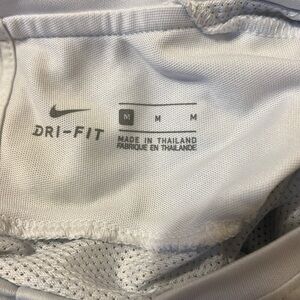 DRI-FIT
M M M
MADE IN THAILAND
FABRIQUE EN THAILANDE